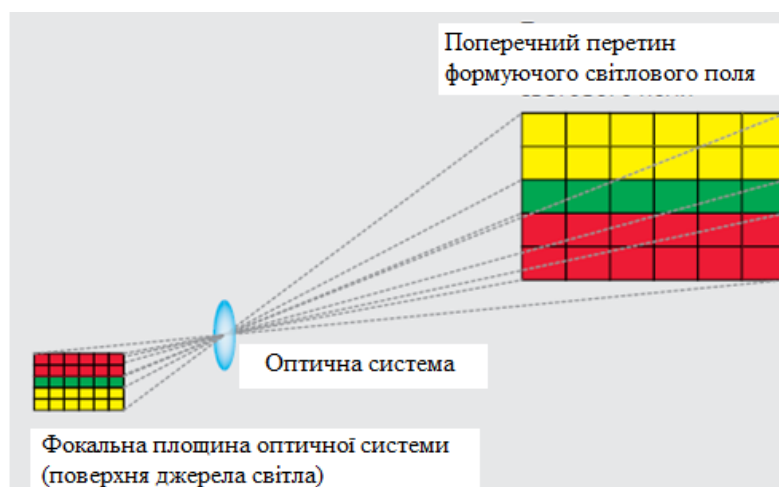 Поперечний перетин
формуючого світлового поля
Оптична система
Фокальна площина оптичної системи
(поверхня джерела світла)